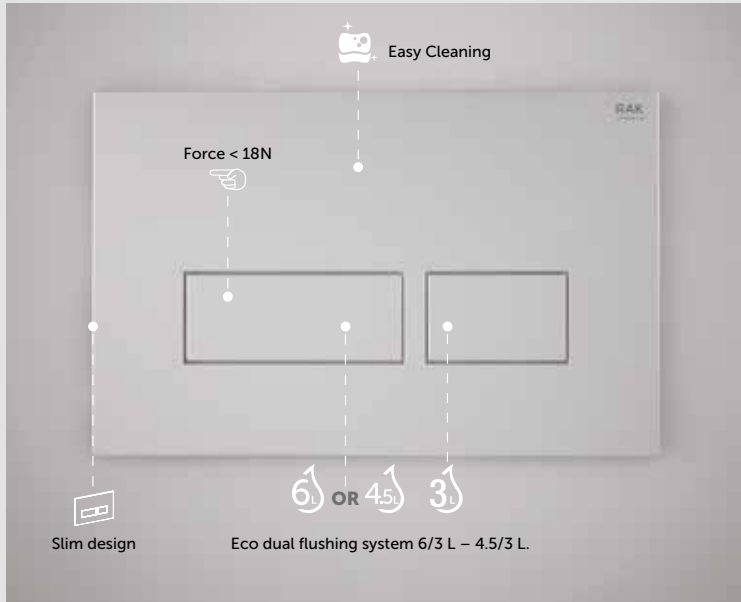 Easy Cleaning
RAK
Force < 18N
6L OR 4.5L 3L
Slim design
Eco dual flushing system 6/3 L – 4.5/3 L.